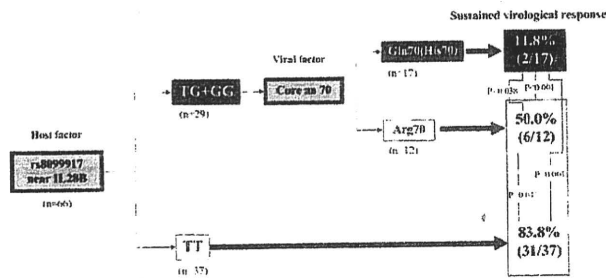 Sustained virological response
Gln70(His70)
11.8%
(2/17)
Viral factor
(n=17)
TG+GG
Core aa 70
P=0.038
P<0.001
(n=29)
50.0%
(6/12)
Arg70
Host factor
(n=12)
rs8099917
near IL28B
(n=66)
83.8%
(31/37)
TT
(n=37)